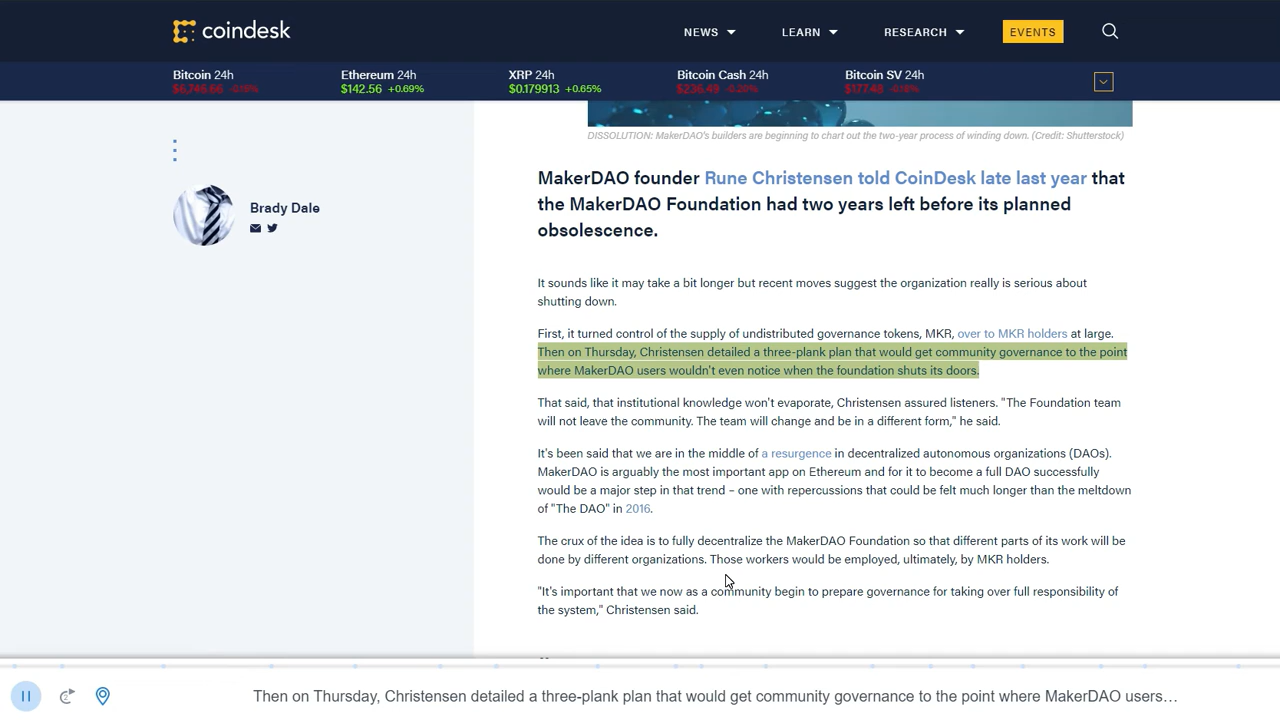 coindesk
NEWS
LEARN
RESEARCH
EVENTS
Bitcoin 24h
$6,746.66 -0.15%
Ethereum 24h
$142.56 +0.69%
XRP 24h
$0.179913 +0.65%
Bitcoin Cash 24h
$236.49 -0.20%
Bitcoin SV 24h
$177.48 -0.18%
DISSOLUTION: MakerDAO's builders are beginning to chart out the two-year process of winding down. (Credit: Shutterstock)
Brady Dale
MakerDAO founder Rune Christensen told CoinDesk late last year that
the MakerDAO Foundation had two years left before its planned
obsolescence.
It sounds like it may take a bit longer but recent moves suggest the organization really is serious about
shutting down.
First, it turned control of the supply of undistributed governance tokens, MKR, over to MKR holders at large.
Then on Thursday, Christensen detailed a three-plank plan that would get community governance to the point
where MakerDAO users wouldn't even notice when the foundation shuts its doors.
That said, that institutional knowledge won't evaporate, Christensen assured listeners. "The Foundation team
will not leave the community. The team will change and be in a different form," he said.
It's been said that we are in the middle of a resurgence in decentralized autonomous organizations (DAOs).
MakerDAO is arguably the most important app on Ethereum and for it to become a full DAO successfully
would be a major step in that trend – one with repercussions that could be felt much longer than the meltdown
of "The DAO" in 2016.
The crux of the idea is to fully decentralize the MakerDAO Foundation so that different parts of its work will be
done by different organizations. Those workers would be employed, ultimately, by MKR holders.
"It's important that we now as a community begin to prepare governance for taking over full responsibility of
the system," Christensen said.
Then on Thursday, Christensen detailed a three-plank plan that would get community governance to the point where MakerDAO users…